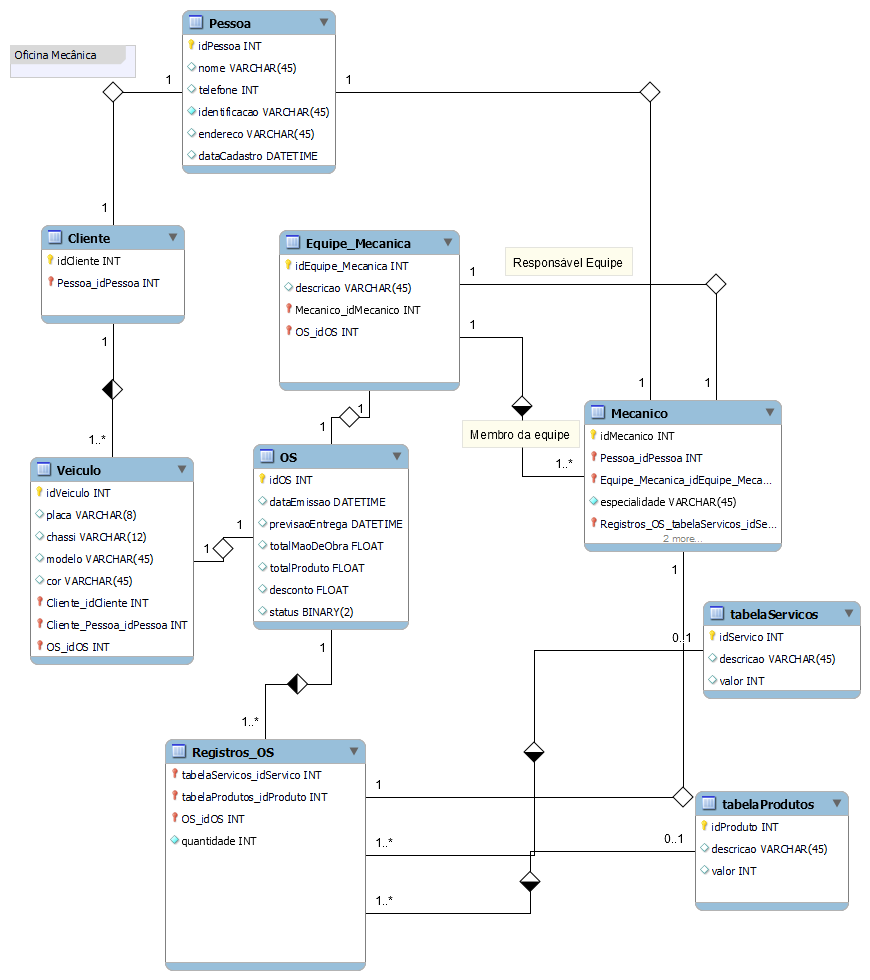 Oficina Mecânica
Pessoa
idPessoa INT
nome VARCHAR(45)
telefone INT
identificacao VARCHAR(45)
endereco VARCHAR(45)
dataCadastro DATETIME
1
1
1
Cliente
idCliente INT
Pessoa_idPessoa INT
1
1..*
Equipe_Mecanica
idEquipe_Mecanica INT
descricao VARCHAR(45)
Mecanico_idMecanico INT
OS_idOS INT
1
Responsável Equipe
1
1
1
Membro da equipe
1..*
1
1
Mecanico
idMecanico INT
Pessoa_idPessoa INT
Equipe_Mecanica_idEquipe_Meca...
especialidade VARCHAR(45)
Registros_OS_tabelaServicos_idSe...
2 more...
1
Veiculo
idVeiculo INT
placa VARCHAR(8)
chassi VARCHAR(12)
modelo VARCHAR(45)
cor VARCHAR(45)
Cliente_idCliente INT
Cliente_Pessoa_idPessoa INT
OS_idOS INT
1
1
OS
idOS INT
dataEmissao DATETIME
previsaoEntrega DATETIME
totalMaoDeObra FLOAT
totalProduto FLOAT
desconto FLOAT
status BINARY(2)
1
1..*
tabelaServicos
idServico INT
descricao VARCHAR(45)
valor INT
0..1
Registros_OS
tabelaServicos_idServico INT
tabelaProdutos_idProduto INT
OS_idOS INT
quantidade INT
1
1..*
1..*
0..1
tabelaProdutos
idProduto INT
descricao VARCHAR(45)
valor INT